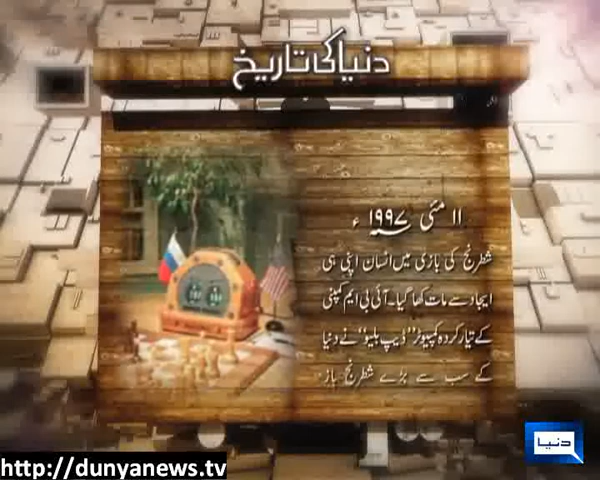 دنیا کی تاریخ
۱۱ مئی ۱۹۹۷ء
شطرنج کی بازی میں انسان اپنی ہی
ایجاد سے مات کھا گیا۔ آئی بی ایم کمپنی
کے تیار کردہ کمپیوٹر ’’ڈیپ بلیو‘‘ نے دنیا
کے سب سے بڑے شطرنج باز
دنیا
http://dunyanews.tv